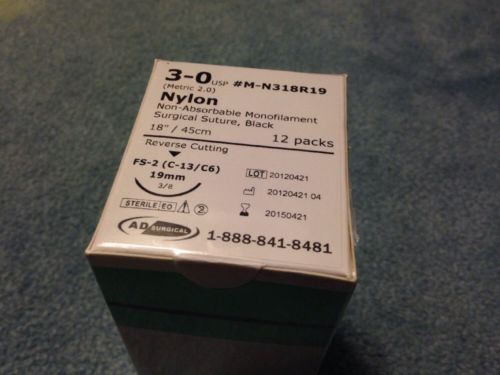 3-0 USP #M-N318R19
(Metric 2.0)
Nylon
Non-Absorbable Monofilament
Surgical Suture, Black
18" / 45cm 12 packs
Reverse Cutting
FS-2 (C-13/C6)
19mm
3/8
LOT 20120421
20120421 04
20150421
STERILE EO 2
AD SURGICAL
1-888-841-8481